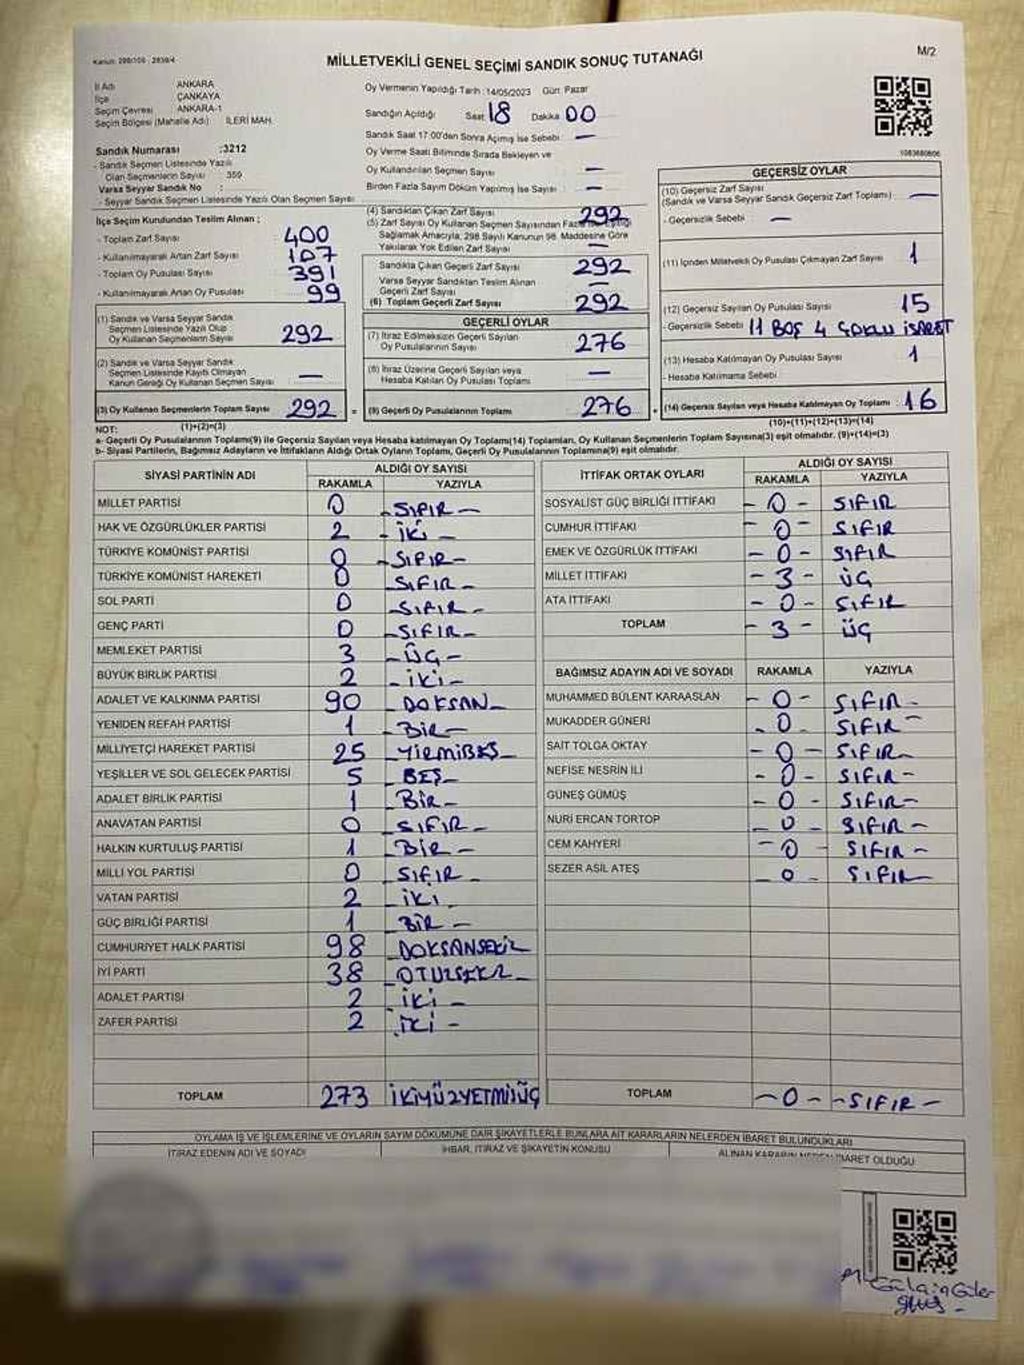 Kanun: 298/105 - 2839/4
MİLLETVEKİLİ GENEL SEÇİMİ SANDIK SONUÇ TUTANAĞI
M/2
İl Adı ANKARA
İlçe ÇANKAYA
Seçim Çevresi ANKARA-1
Seçim Bölgesi (Mahalle Adı) İLERİ MAH.
Sandık Numarası :3212
- Sandık Seçmen Listesinde Yazılı
Olan Seçmenlerin Sayısı : 359
Varsa Seyyar Sandık No :
- Seyyar Sandık Seçmen Listesinde Yazılı Olan Seçmen Sayısı
İlçe Seçim Kurulundan Teslim Alınan ;
- Toplam Zarf Sayısı 400
- Kullanılmayarak Artan Zarf Sayısı 107
- Toplam Oy Pusulası Sayısı 391
- Kullanılmayarak Artan Oy Pusulası 99
(1) Sandık ve Varsa Seyyar Sandık
Seçmen Listesinde Yazılı Olup
Oy Kullanan Seçmenlerin Sayısı 292
(2) Sandık ve Varsa Seyyar Sandık
Seçmen Listesinde Kayıtlı Olmayan
Kanun Gereği Oy Kullanan Seçmen Sayısı —
(3) Oy Kullanan Seçmenlerin Toplam Sayısı 292 =
Oy Vermenin Yapıldığı Tarih : 14/05/2023 Gün: Pazar
Sandığın Açıldığı Saat 18 Dakika 00
Sandık Saat 17:00'den Sonra Açılmış İse Sebebi —
Oy Verme Saati Bitiminde Sırada Bekleyen ve
Oy Kullandırılan Seçmen Sayısı —
Birden Fazla Sayım Döküm Yapılmış İse Sayısı —
(4) Sandıktan Çıkan Zarf Sayısı 292
(5) Zarf Sayısı Oy Kullanan Seçmen Sayısından Fazla
Sağlamak Amacıyla, 298 Sayılı Kanunun 98. Maddesine Göre
Yakılarak Yok Edilen Zarf Sayısı —
Sandıkta Çıkan Geçerli Zarf Sayısı 292
Varsa Seyyar Sandıktan Teslim Alınan
Geçerli Zarf Sayısı —
(6) Toplam Geçerli Zarf Sayısı 292
GEÇERLİ OYLAR
(7) İtiraz Edilmeksizin Geçerli Sayılan
Oy Pusulalarının Sayısı 276
(8) İtiraz Üzerine Geçerli Sayılan veya
Hesaba Katılan Oy Pusulası Toplamı —
(9) Geçerli Oy Pusulalarının Toplamı 276 +
1083680806
GEÇERSİZ OYLAR
(10) Geçersiz Zarf Sayısı
(Sandık ve Varsa Seyyar Sandık Geçersiz Zarf Toplamı) —
- Geçersizlik Sebebi —
(11) İçinden Milletvekili Oy Pusulası Çıkmayan Zarf Sayısı 1
(12) Geçersiz Sayılan Oy Pusulası Sayısı 15
- Geçersizlik Sebebi 11 BOŞ 4 ÇOKLU İŞARET
(13) Hesaba Katılmayan Oy Pusulası Sayısı 1
- Hesaba Katılmama Sebebi
(14) Geçersiz Sayılan veya Hesaba Katılmayan Oy Toplamı : 16
NOT: (1)+(2)=(3) (10)+(11)+(12)+(13)=(14)
a- Geçerli Oy Pusulalarının Toplamı(9) ile Geçersiz Sayılan veya Hesaba katılmayan Oy Toplamı(14) Toplamları, Oy Kullanan Seçmenlerin Toplam Sayısına(3) eşit olmalıdır. (9)+(14)=(3)
b- Siyasi Partilerin, Bağımsız Adayların ve İttifakların Aldığı Ortak Oyların Toplamı, Geçerli Oy Pusulalarının Toplamına(9) eşit olmalıdır.
SİYASİ PARTİNİN ADI ALDIĞI OY SAYISI
RAKAMLA YAZIYLA
MİLLET PARTİSİ 0 - SIFIR -
HAK VE ÖZGÜRLÜKLER PARTİSİ 2 - İKİ -
TÜRKİYE KOMÜNİST PARTİSİ 0 - SIFIR -
TÜRKİYE KOMÜNİST HAREKETİ 0 SIFIR -
SOL PARTİ 0 - SIFIR -
GENÇ PARTİ 0 - SIFIR -
MEMLEKET PARTİSİ 3 - ÜÇ -
BÜYÜK BİRLİK PARTİSİ 2 - İKİ -
ADALET VE KALKINMA PARTİSİ 90 - DOKSAN -
YENİDEN REFAH PARTİSİ 1 - BİR -
MİLLİYETÇİ HAREKET PARTİSİ 25 - YİRMİBEŞ -
YEŞİLLER VE SOL GELECEK PARTİSİ 5 - BEŞ -
ADALET BİRLİK PARTİSİ 1 - BİR -
ANAVATAN PARTİSİ 0 - SIFIR -
HALKIN KURTULUŞ PARTİSİ 1 - BİR -
MİLLİ YOL PARTİSİ 0 - SIFIR -
VATAN PARTİSİ 2 - İKİ.
GÜÇ BİRLİĞİ PARTİSİ 1 - BİR -
CUMHURİYET HALK PARTİSİ 98 DOKSANSEKİZ
İYİ PARTİ 38 - OTUZSEKİZ -
ADALET PARTİSİ 2 - İKİ -
ZAFER PARTİSİ 2 - İKİ -
TOPLAM 273 İKİYÜZYETMİŞÜÇ
İTTİFAK ORTAK OYLARI ALDIĞI OY SAYISI
RAKAMLA YAZIYLA
SOSYALİST GÜÇ BİRLİĞİ İTTİFAKI - 0 - SIFIR
CUMHUR İTTİFAKI - 0 - SIFIR
EMEK VE ÖZGÜRLÜK İTTİFAKI - 0 - SIFIR
MİLLET İTTİFAKI - 3 - ÜÇ
ATA İTTİFAKI - 0 - SIFIR
TOPLAM - 3 - ÜÇ
BAĞIMSIZ ADAYIN ADI VE SOYADI RAKAMLA YAZIYLA
MUHAMMED BÜLENT KARAASLAN - 0 - SIFIR -
MUKADDER GÜNERİ - 0 SIFIR -
SAİT TOLGA OKTAY - 0 - SIFIR -
NEFİSE NESRİN İLİ - 0 - SIFIR -
GÜNEŞ GÜMÜŞ - 0 - SIFIR -
NURİ ERCAN TORTOP - 0 - SIFIR -
CEM KAHYERİ - 0 - SIFIR -
SEZER ASİL ATEŞ - 0 - SIFIR -
TOPLAM - 0 - - SIFIR -
OYLAMA İŞ VE İŞLEMLERİNE VE OYLARIN SAYIM DÖKÜMÜNE DAİR ŞİKAYETLERLE BUNLARA AİT KARARLARIN NELERDEN İBARET BULUNDUKLARI
İTİRAZ EDENİN ADI VE SOYADI İHBAR, İTİRAZ VE ŞİKAYETİN KONUSU ALINAN KARARIN NEDEN İBARET OLDUĞU